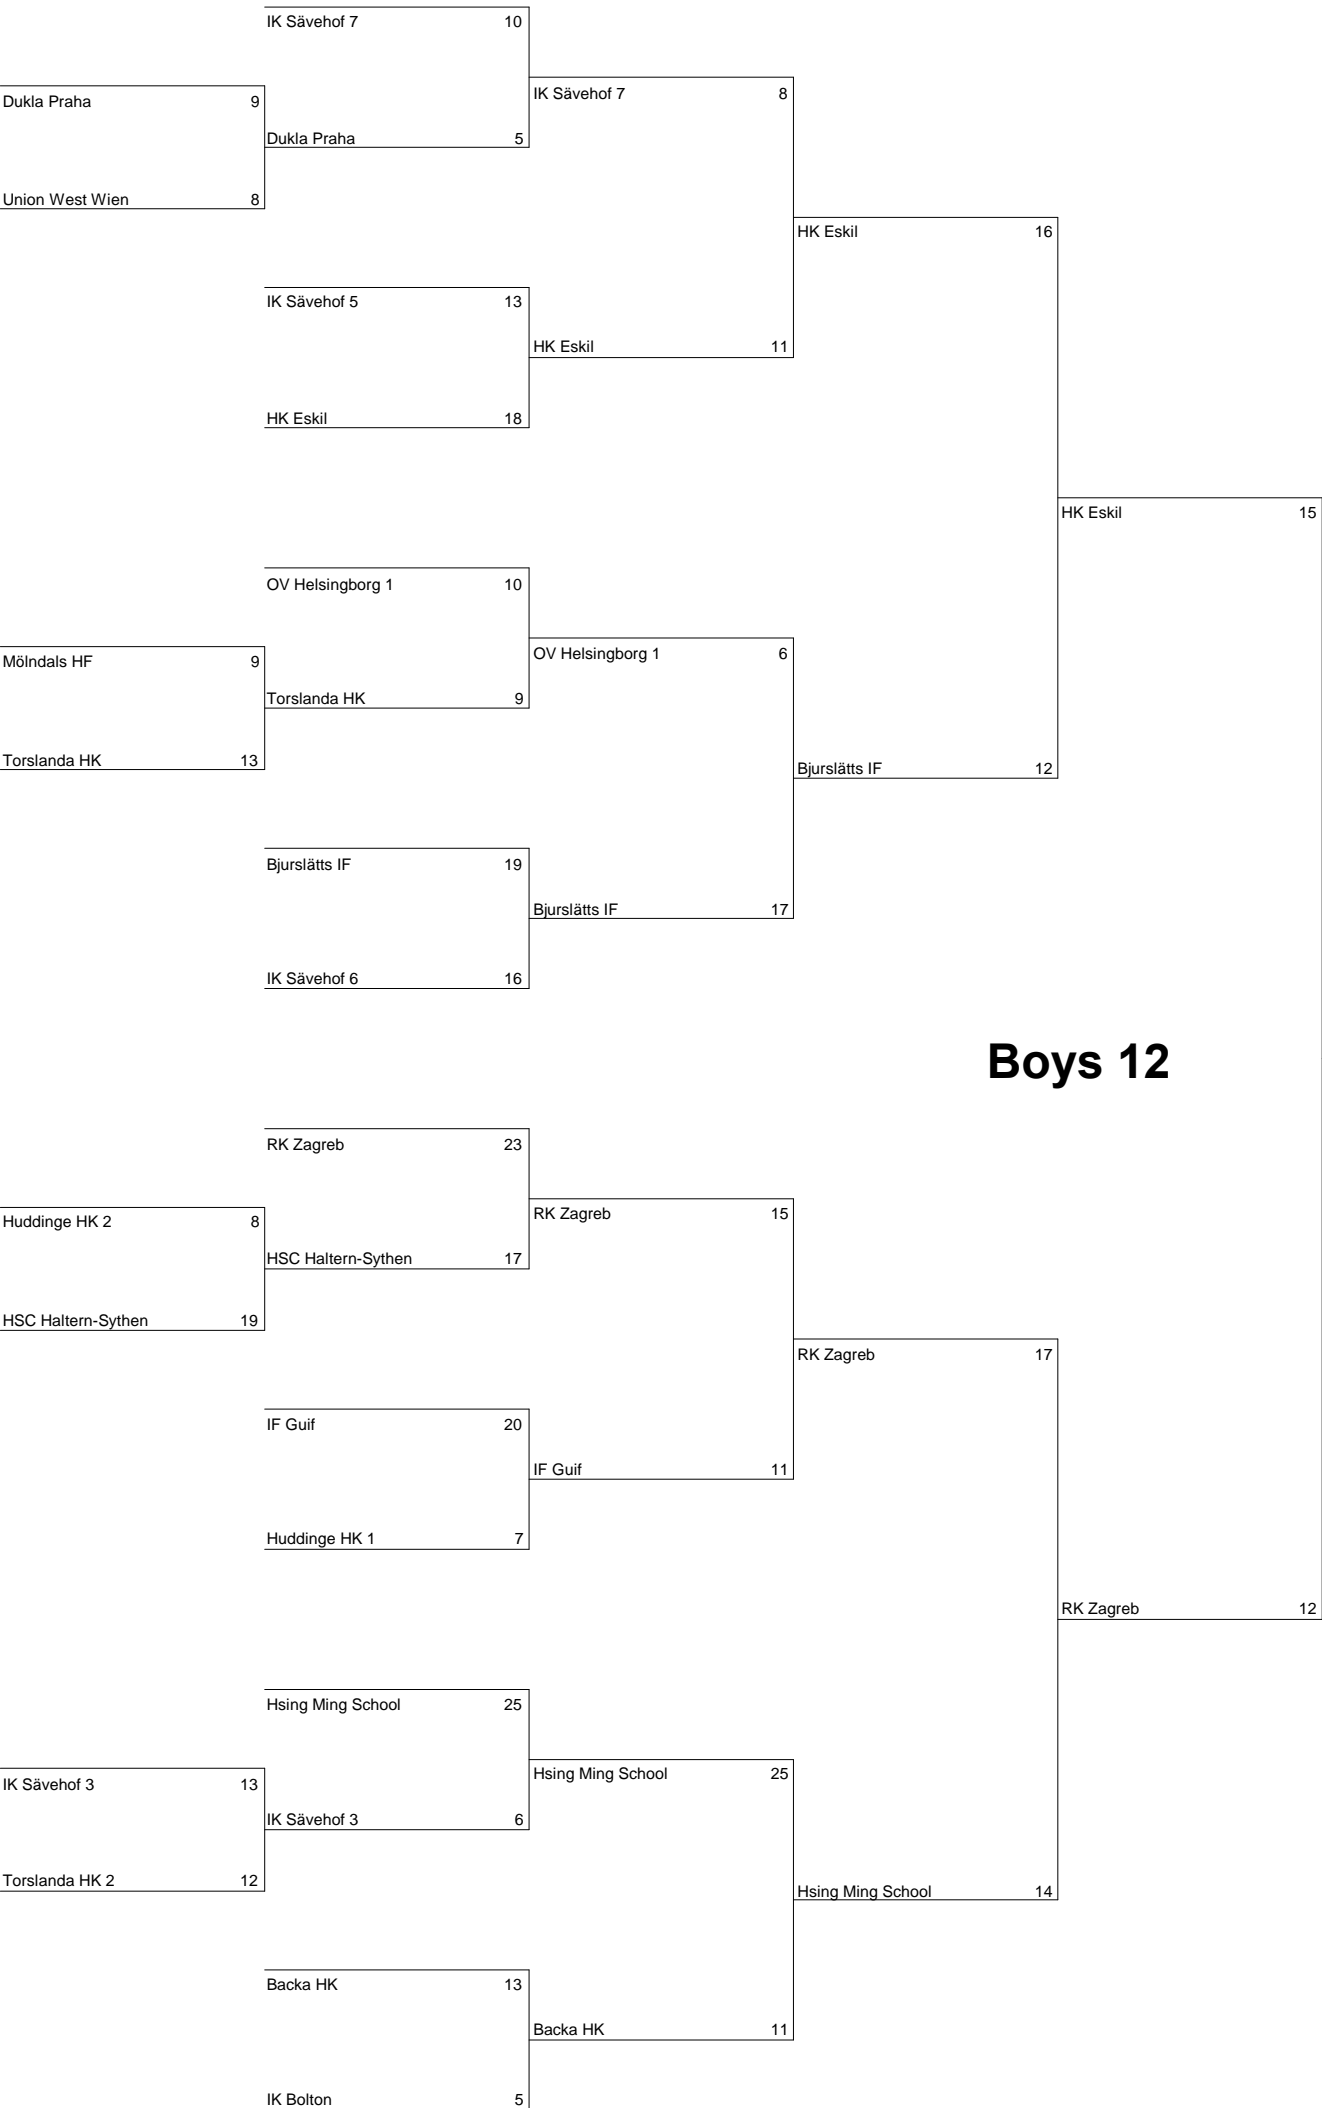 IK Sävehof 7 10
IK Sävehof 7 8
Dukla Praha 9
Dukla Praha 5
Union West Wien 8
HK Eskil 16
IK Sävehof 5 13
HK Eskil 11
HK Eskil 18
HK Eskil 15
OV Helsingborg 1 10
OV Helsingborg 1 6
Mölndals HF 9
Torslanda HK 9
Torslanda HK 13
Bjurslätts IF 12
Bjurslätts IF 19
Bjurslätts IF 17
IK Sävehof 6 16
Boys 12
RK Zagreb 23
RK Zagreb 15
Huddinge HK 2 8
HSC Haltern-Sythen 17
HSC Haltern-Sythen 19
RK Zagreb 17
IF Guif 20
IF Guif 11
Huddinge HK 1 7
RK Zagreb 12
Hsing Ming School 25
Hsing Ming School 25
IK Sävehof 3 13
IK Sävehof 3 6
Torslanda HK 2 12
Hsing Ming School 14
Backa HK 13
Backa HK 11
IK Bolton 5